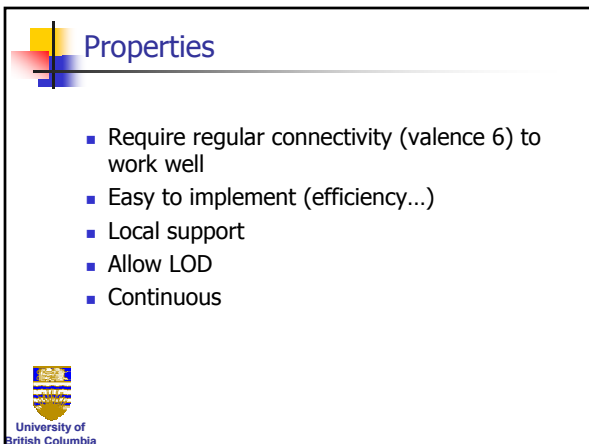 Properties
Require regular connectivity (valence 6) to
work well
Easy to implement (efficiency…)
Local support
Allow LOD
Continuous
University of
British Columbia